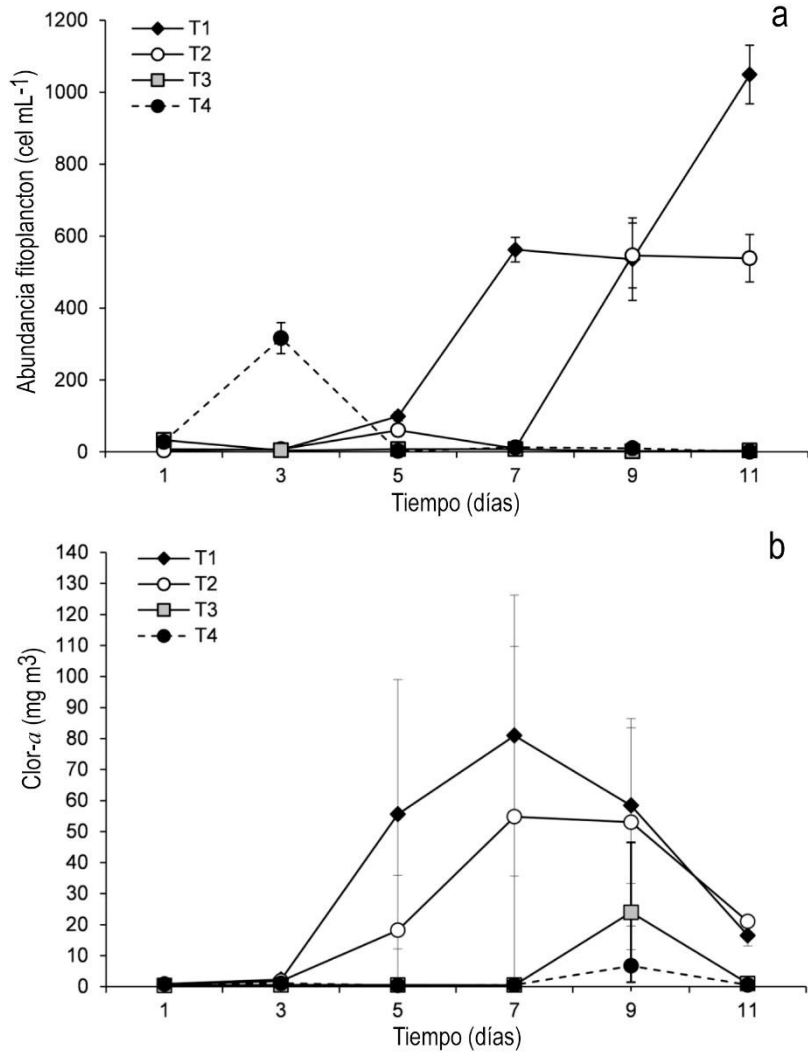 a
Abundancia fitoplancton (cel mL-1)
1200
1000
800
600
400
200
0
T1
T2
T3
T4
1 3 5 7 9 11
Tiempo (días)
b
Clor-a (mg m3)
140
130
120
110
100
90
80
70
60
50
40
30
20
10
0
T1
T2
T3
T4
1 3 5 7 9 11
Tiempo (días)